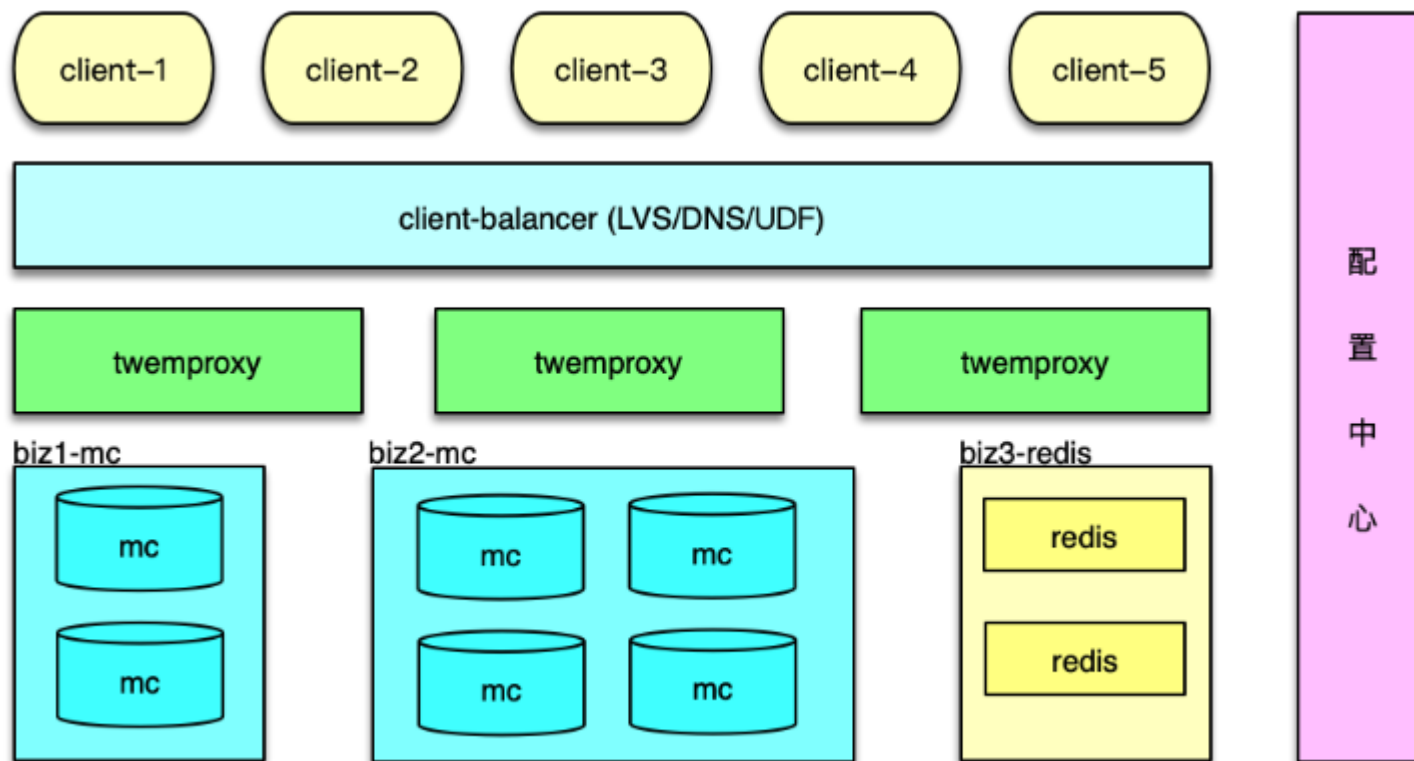 client–1
client–2
client–3
client–4
client–5
client-balancer (LVS/DNS/UDF)
twemproxy
twemproxy
twemproxy
biz1-mc
biz2-mc
biz3-redis
mc
mc
mc
redis
mc
mc
mc
redis
配
置
中
心